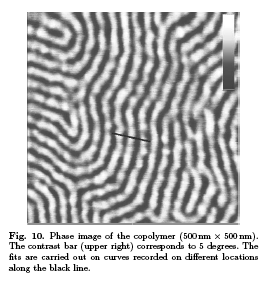 Fig. 10. Phase image of the copolymer (500 nm × 500 nm).
The contrast bar (upper right) corresponds to 5 degrees. The
fits are carried out on curves recorded on different locations
along the black line.